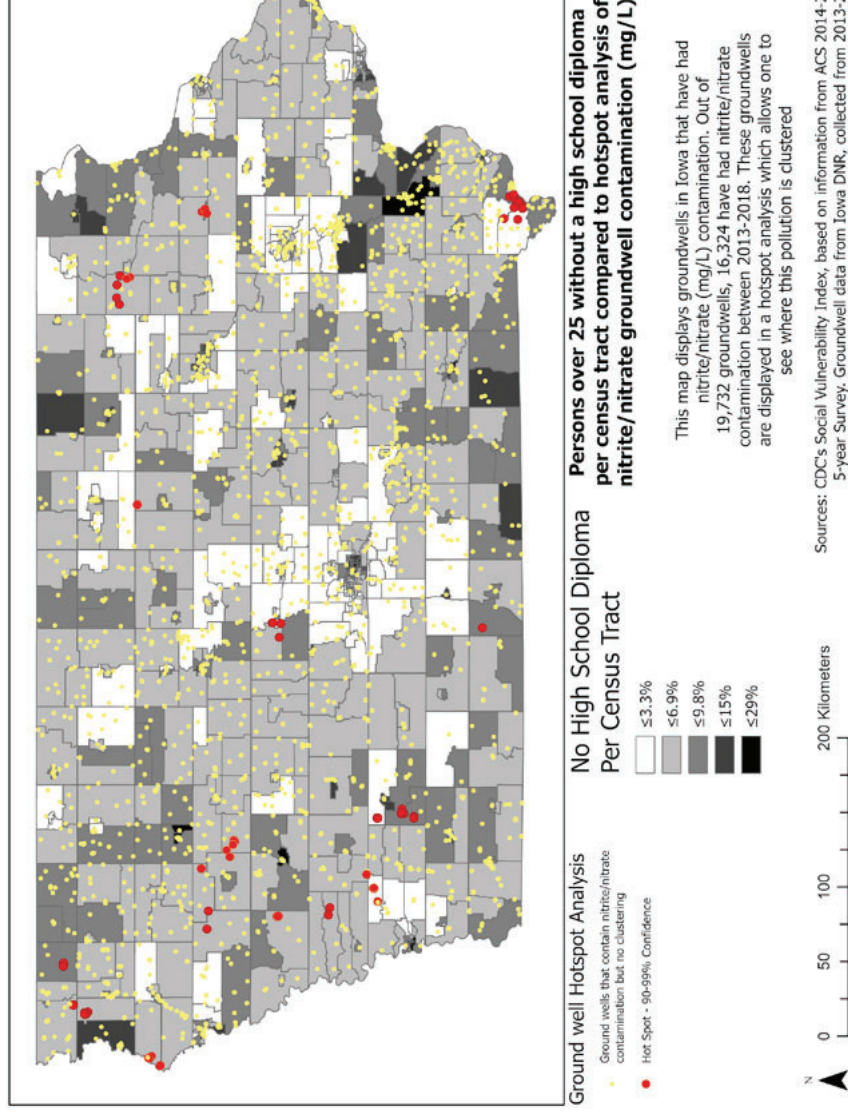 Persons over 25 without a high school diploma
per census tract compared to hotspot analysis of
nitrite/nitrate groundwell contamination (mg/L)
This map displays groundwells in Iowa that have had
nitrite/nitrate (mg/L) contamination. Out of
19,732 groundwells, 16,324 have had nitrite/nitrate
contamination between 2013-2018. These groundwells
are displayed in a hotspot analysis which allows one to
see where this pollution is clustered
Sources: CDC's Social Vulnerability Index, based on information from ACS 2014-
5-year Survey. Groundwell data from Iowa DNR, collected from 2013-
No High School Diploma
Per Census Tract
≤3.3%
≤6.9%
≤9.8%
≤15%
≤29%
Ground well Hotspot Analysis
Ground wells that contain nitrite/nitrate
contamination but no clustering
Hot Spot - 90-99% Confidence
N
0 50 100 200 Kilometers